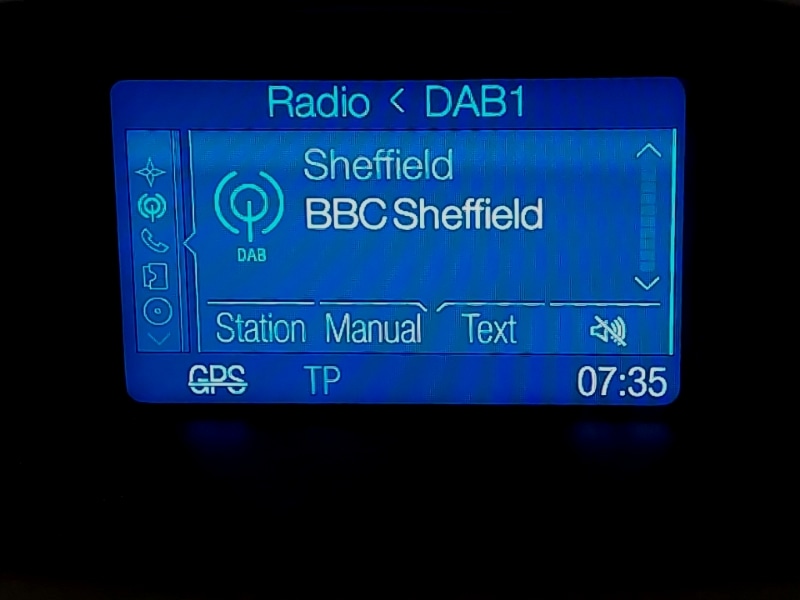 Radio < DAB1
Sheffield
BBC Sheffield
DAB
Station Manual Text
GPS TP 07:35